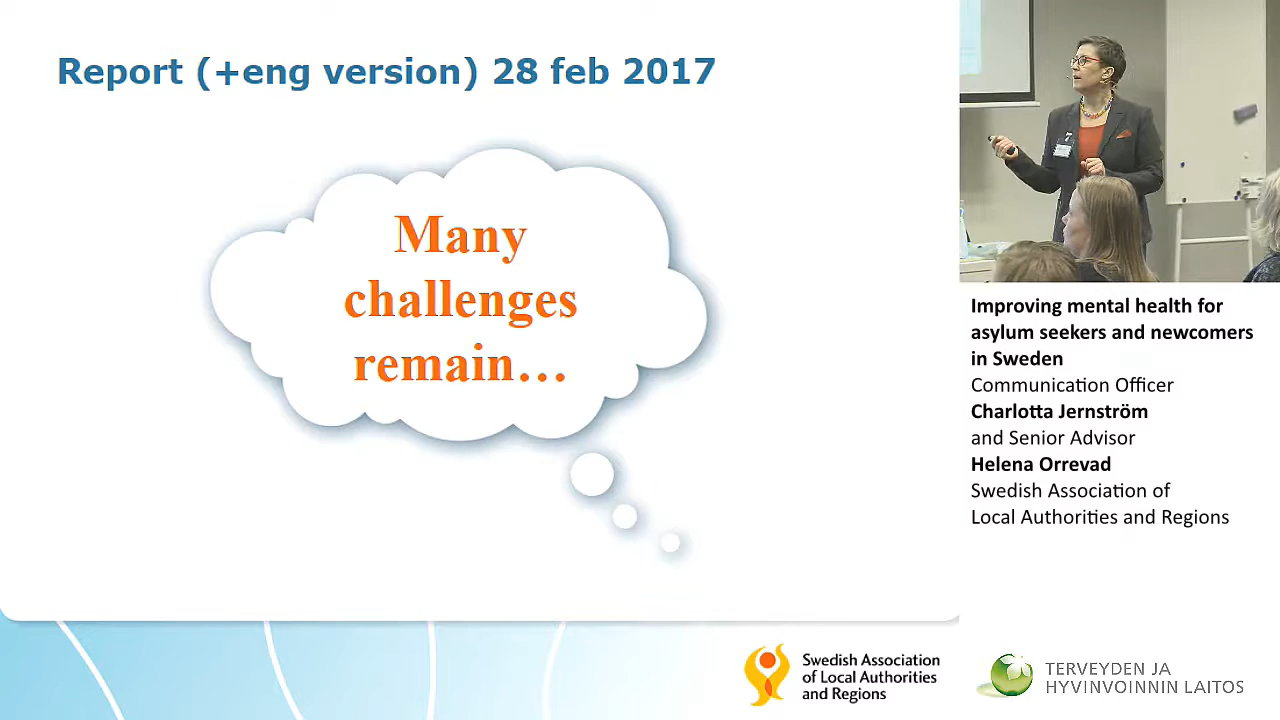 Report (+eng version) 28 feb 2017
Many
challenges
remain...
Improving mental health for
asylum seekers and newcomers
in Sweden
Communication Officer
Charlotta Jernström
and Senior Advisor
Helena Orrevad
Swedish Association of
Local Authorities and Regions
Swedish Association
of Local Authorities
and Regions
TERVEYDEN JA
HYVINVOINNIN LAITOS